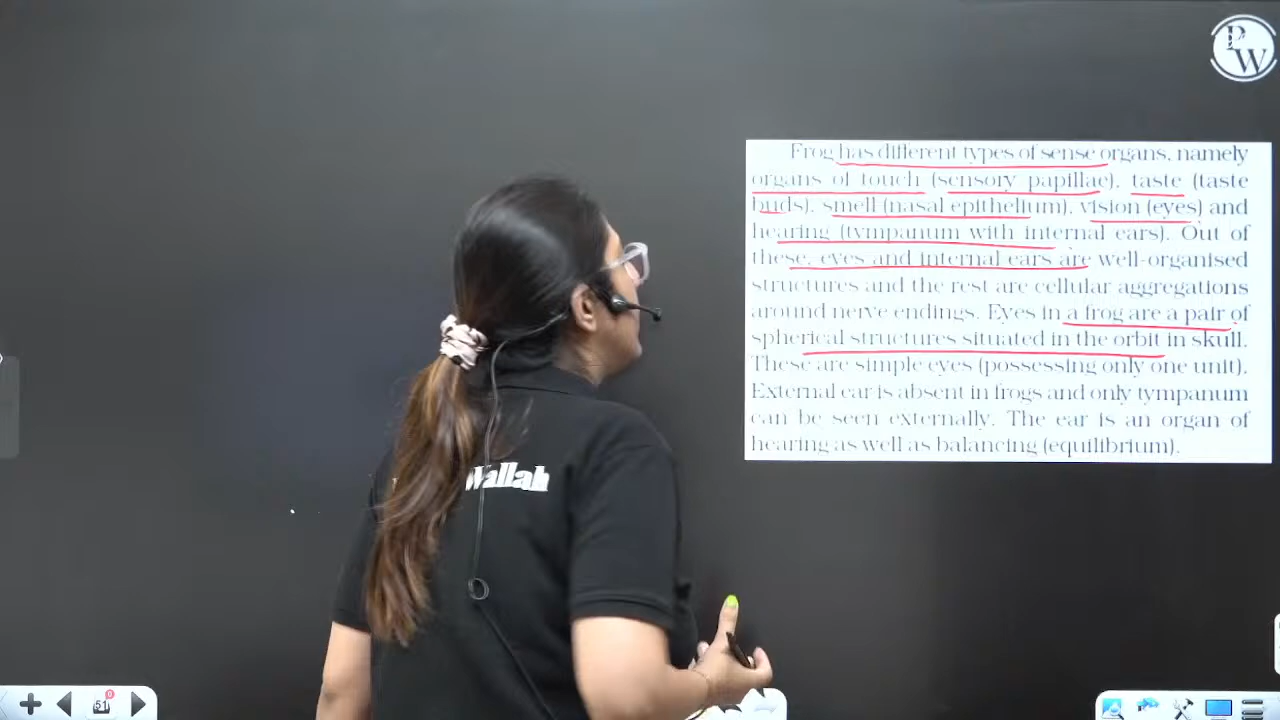 P
W
Frog has different types of sense organs, namely
organs of touch (sensory papillae), taste (taste
buds), smell (nasal epithelium), vision (eyes) and
hearing (tympanum with internal ears). Out of
these, eyes and internal ears are well-organised
structures and the rest are cellular aggregations
around nerve endings. Eyes in a frog are a pair of
spherical structures situated in the orbit in skull.
These are simple eyes (possessing only one unit).
External ear is absent in frogs and only tympanum
can be seen externally. The ear is an organ of
hearing as well as balancing (equilibrium).
Wallah
51